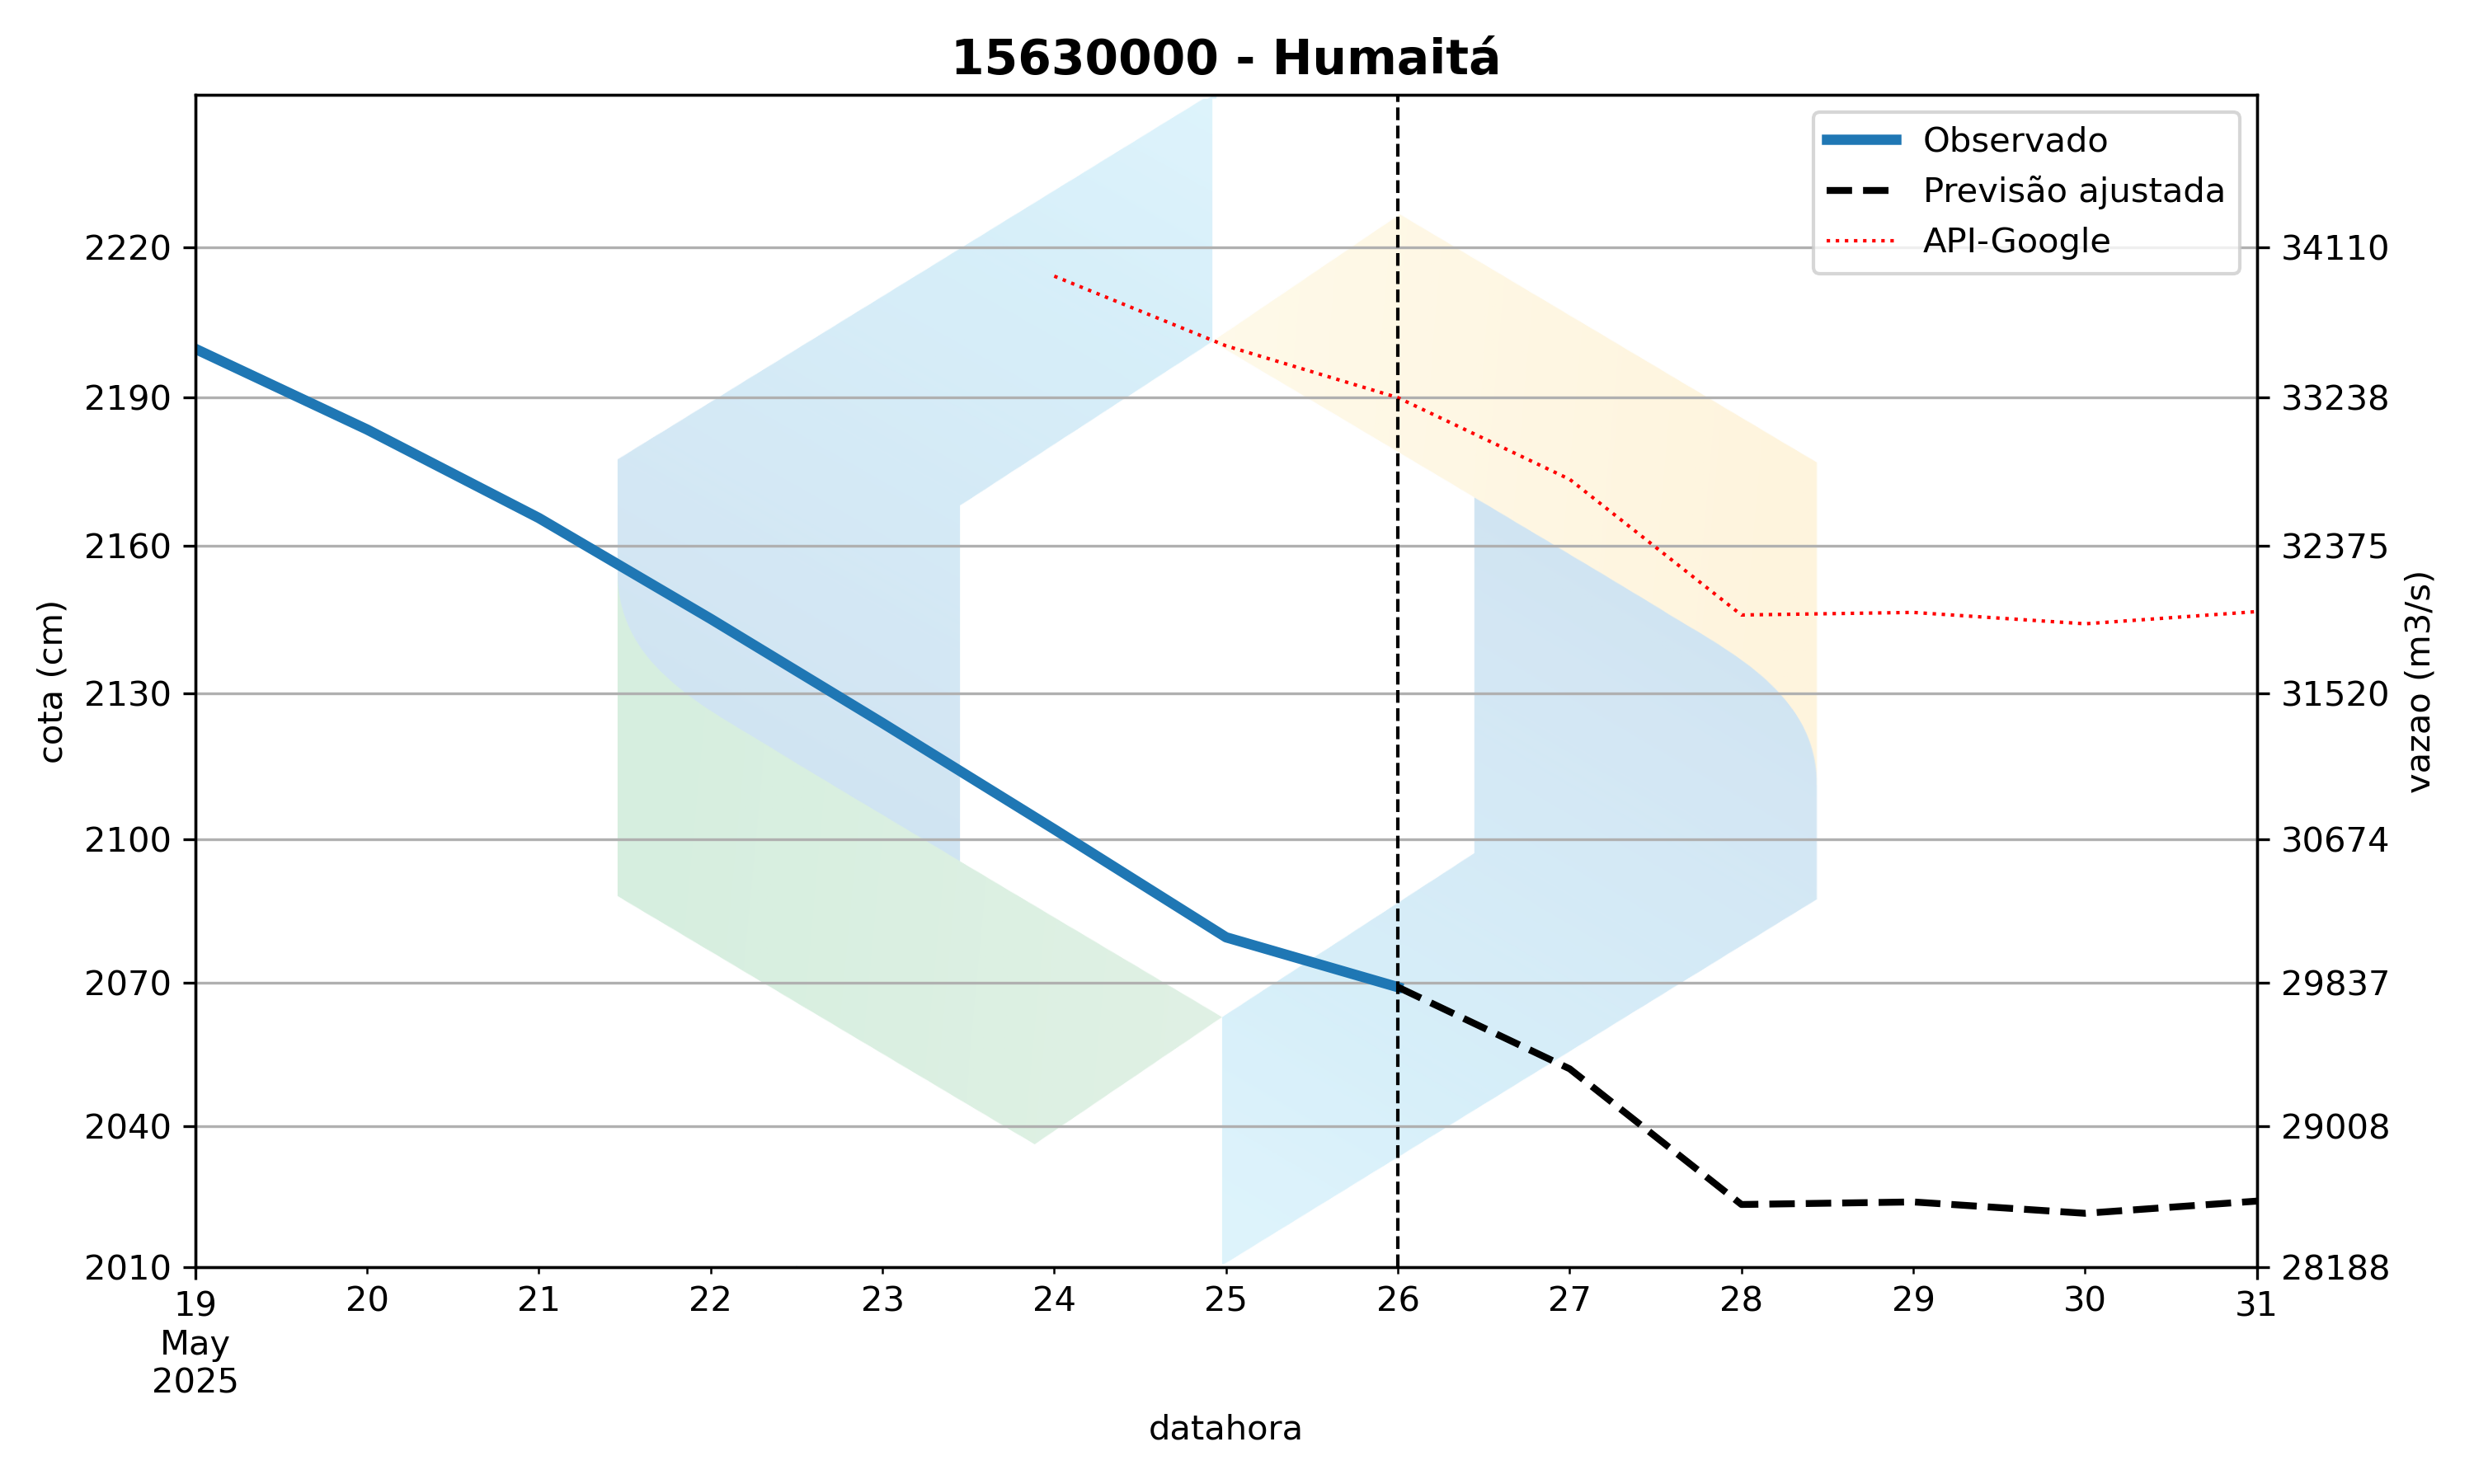 15630000 - Humaitá
Observado
Previsão ajustada
API-Google
2220
2190
2160
2130
2100
2070
2040
2010
cota (cm)
34110
33238
32375
31520
30674
29837
29008
28188
vazao (m3/s)
19 20 21 22 23 24 25 26 27 28 29 30 31
May
2025
datahora